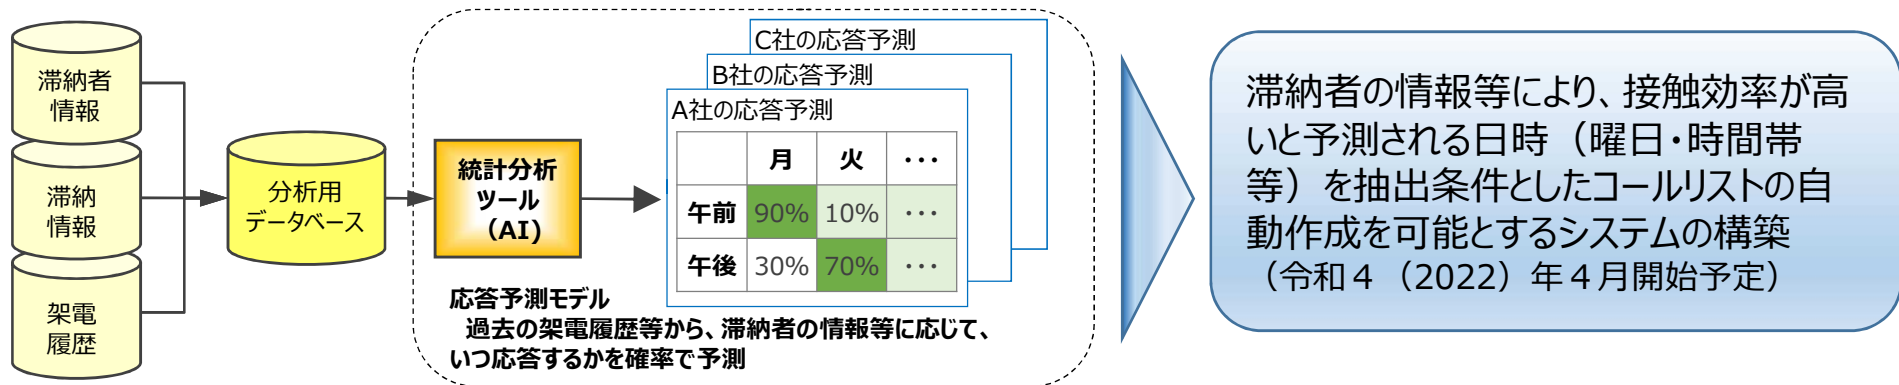 滞納者
情報
滞納
情報
架電
履歴
分析用
データベース
統計分析
ツール
（AI）
C社の応答予測
B社の応答予測
A社の応答予測
月 火 ・・・
午前 90% 10% ・・・
午後 30% 70% ・・・
応答予測モデル
過去の架電履歴等から、滞納者の情報等に応じて、
いつ応答するかを確率で予測
滞納者の情報等により、接触効率が高
いと予測される日時（曜日・時間帯
等）を抽出条件としたコールリストの自
動作成を可能とするシステムの構築
（令和４（2022）年４月開始予定）